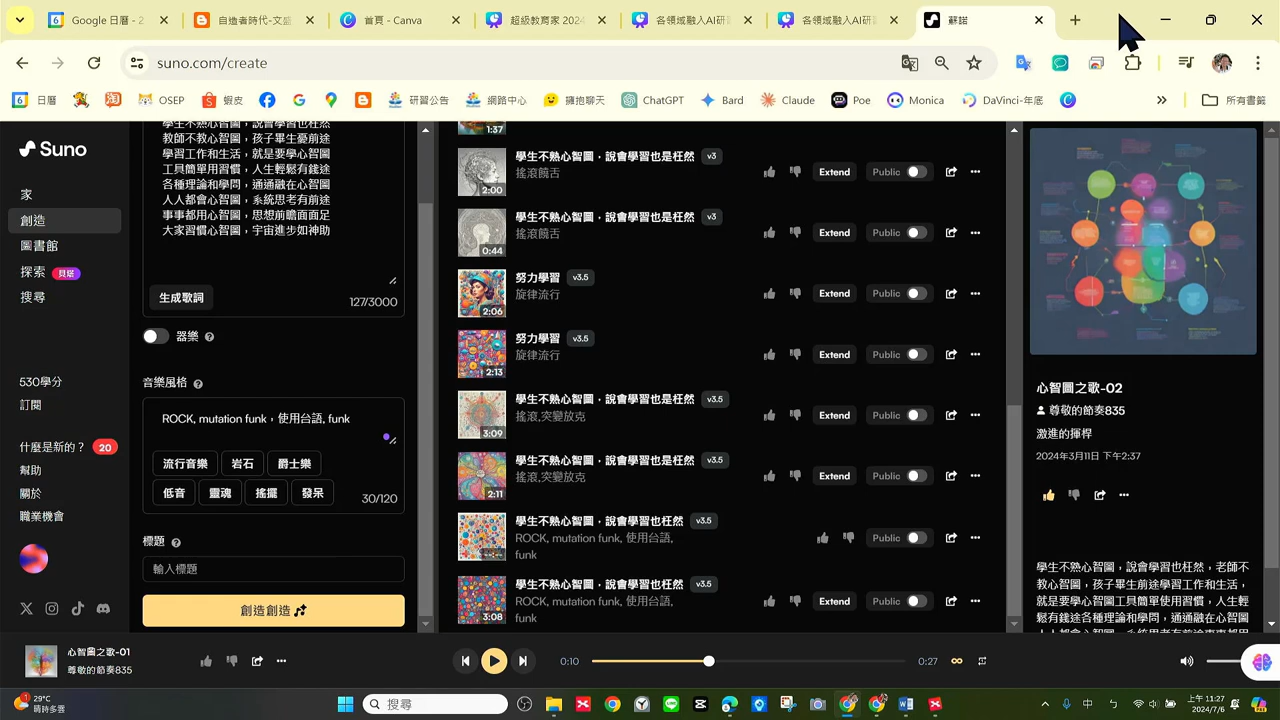 Google 日曆 - 2
自造者時代-文盛
首頁 - Canva
超級教育家 2024
各領域融入AI研
各領域融入AI研
蘇諾
suno.com/create
日曆
淘
OSEP
蝦皮
研習公告
網路中心
擁抱聊天
ChatGPT
Bard
Claude
Poe
Monica
DaVinci-年底
所有書籤
Suno
家
創造
圖書館
探索 貝塔
搜尋
530學分
訂閱
什麼是新的? 20
幫助
關於
職業機會
學生不熟心智圖,說會學習也枉然
教師不教心智圖,孩子畢生憂前途
學習工作和生活,就是要學心智圖
工具簡單用習慣,人生輕鬆有錢途
各種理論和學問,通通融在心智圖
人人都會心智圖,系統思考有前途
事事都用心智圖,思想前瞻面面足
大家習慣心智圖,宇宙進步如神助
生成歌詞
127/3000
器樂
音樂風格
ROCK, mutation funk,使用台語, funk
流行音樂 岩石 爵士樂
低音 靈魂 搖擺 發呆
30/120
標題
輸入標題
創造創造
1:37
學生不熟心智圖,說會學習也是枉然 v3
搖滾饒舌
2:00
Extend Public
學生不熟心智圖,說會學習也是枉然 v3
搖滾饒舌
0:44
Extend Public
努力學習 v3.5
旋律流行
2:06
Extend Public
努力學習 v3.5
旋律流行
2:13
Extend Public
學生不熟心智圖,說會學習也是枉然 v3.5
搖滾,突變放克
3:09
Extend Public
學生不熟心智圖,說會學習也是枉然 v3.5
搖滾,突變放克
2:11
Extend Public
學生不熟心智圖,說會學習也枉然 v3.5
ROCK, mutation funk, 使用台語,
funk
--:--
Public
學生不熟心智圖,說會學習也枉然 v3.5
ROCK, mutation funk, 使用台語,
funk
3:08
Extend Public
心智圖之歌-02
尊敬的節奏835
激進的揮桿
2024年3月11日 下午2:37
學生不熟心智圖,說會學習也枉然,老師不
教心智圖,孩子畢生前途學習工作和生活,
就是要學心智圖工具簡單使用習慣,人生輕
鬆有錢途各種理論和學問,通通融在心智圖
心智圖之歌-01
尊敬的節奏835
0:10
0:27
29°C
晴時多雲
搜尋
中
上午 11:27
2024/7/6